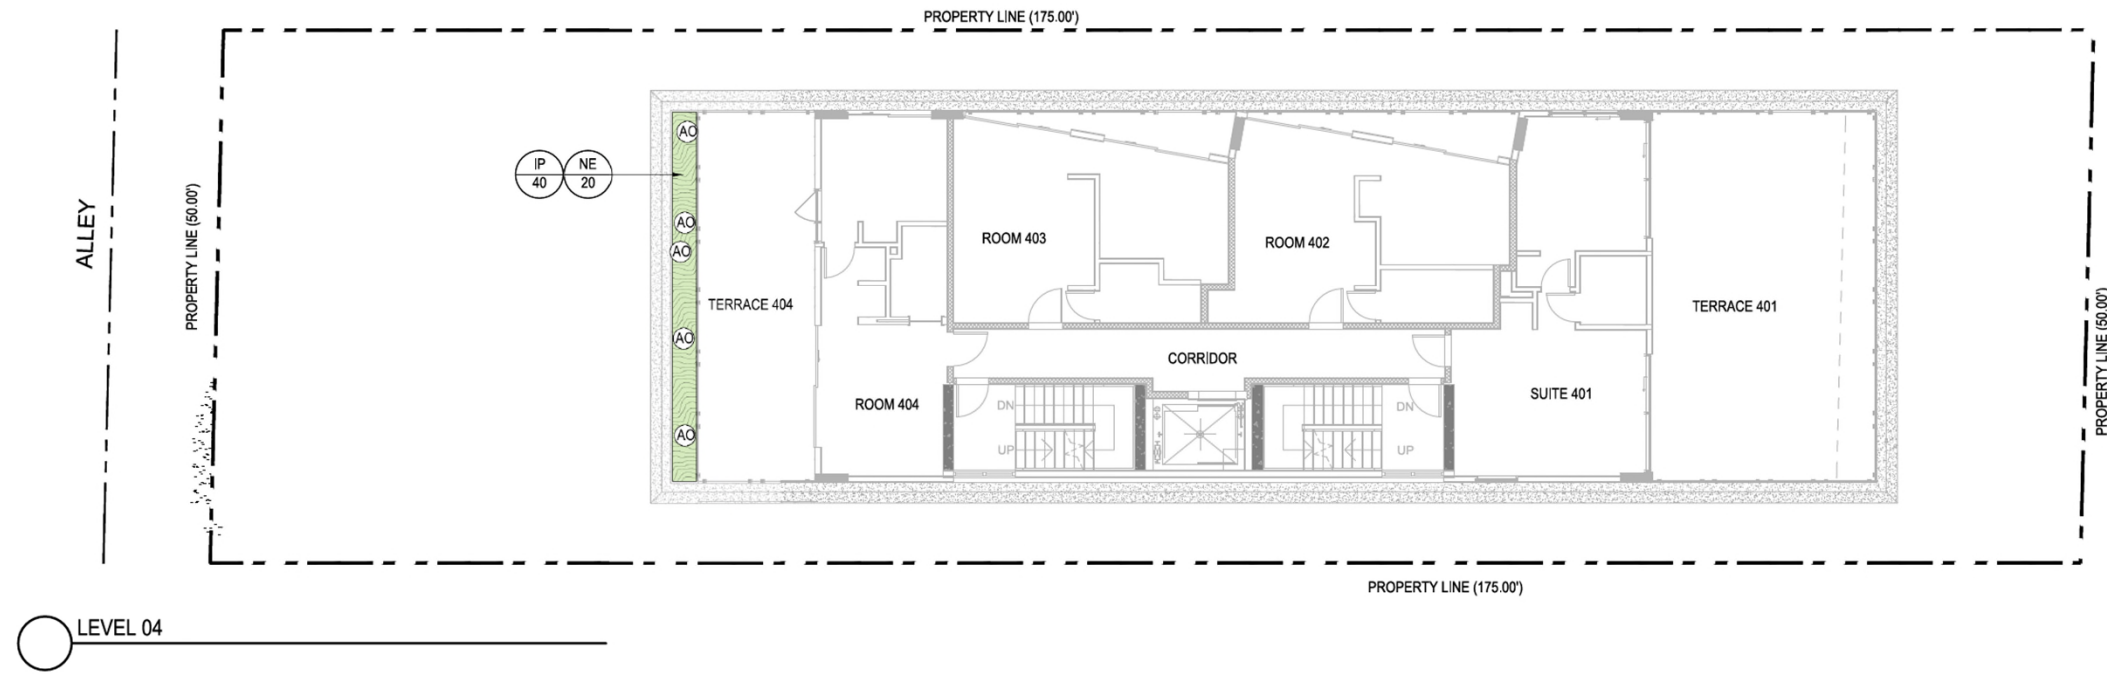 PROPERTY LINE (175.00')
AO
IP
40
NE
20
ALLEY
PROPERTY LINE (50.00')
AO
AO
ROOM 403
ROOM 402
TERRACE 404
TERRACE 401
PROPERTY LINE (50.00')
AO
CORRIDOR
ROOM 404
SUITE 401
DN
DN
AO
UP
UP
PROPERTY LINE (175.00')
LEVEL 04